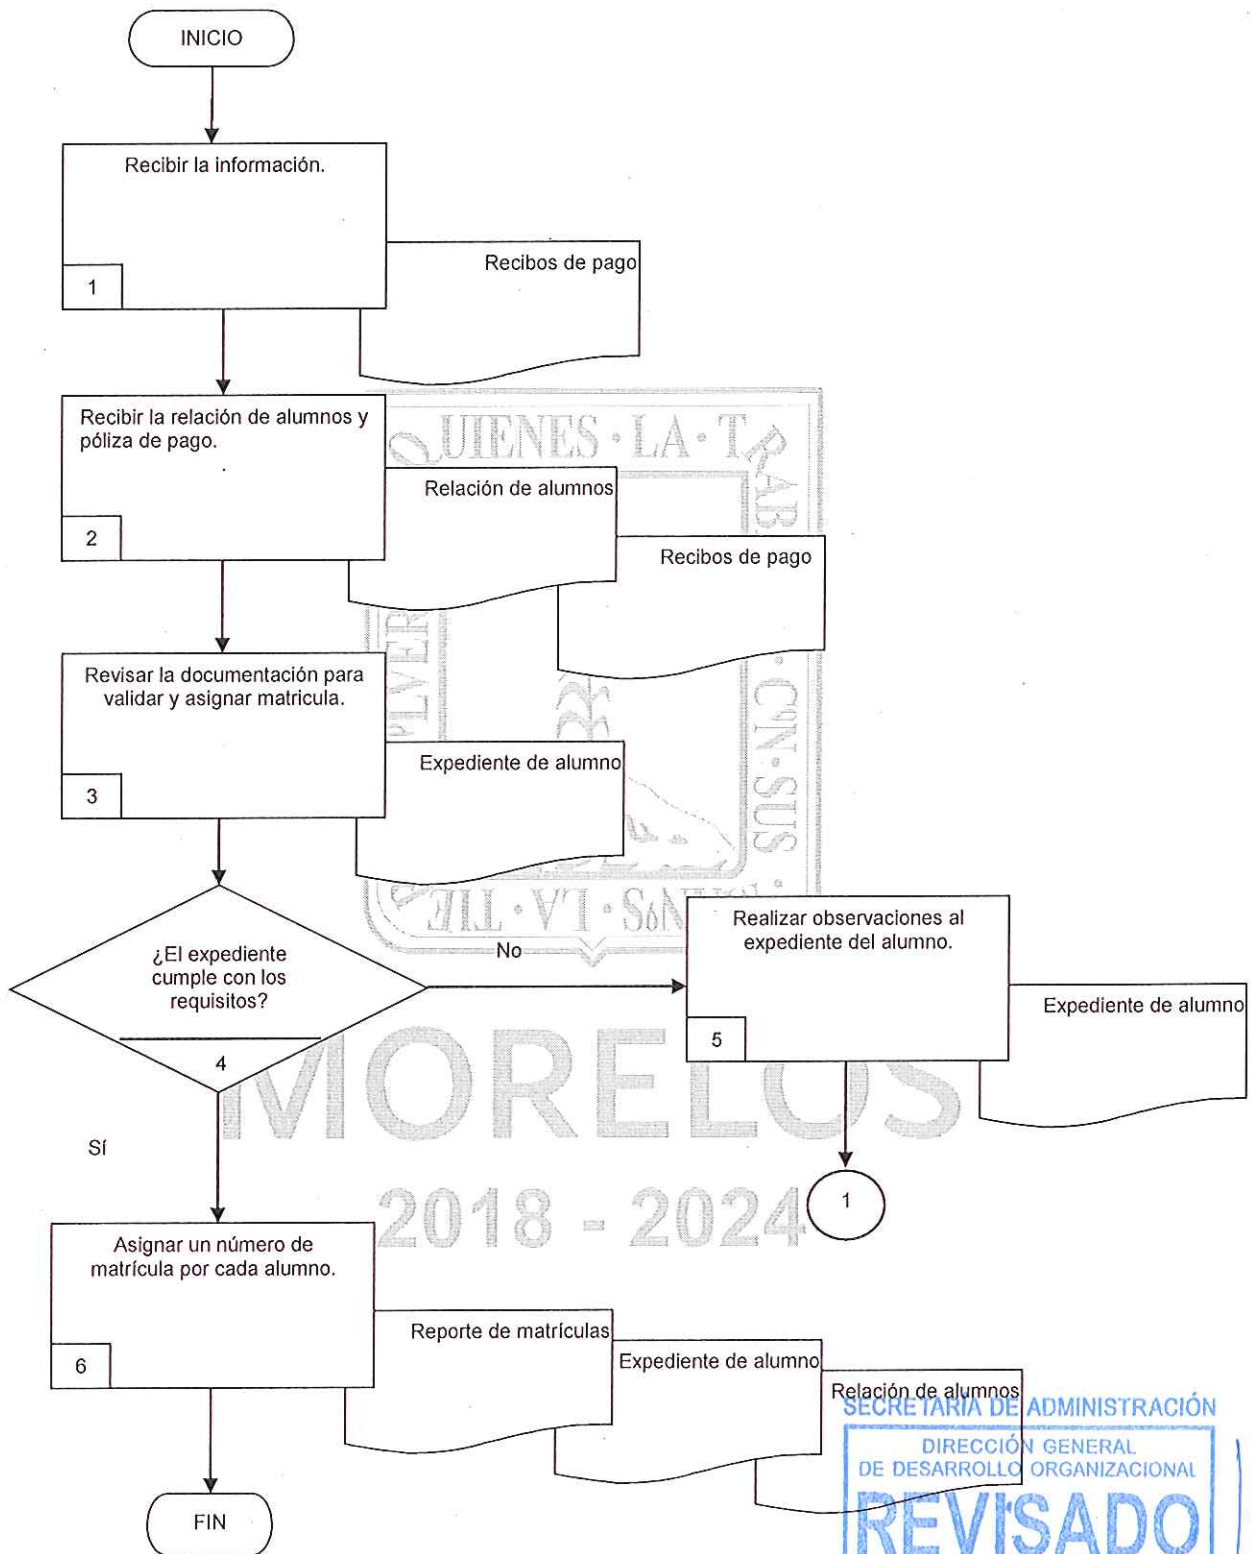 INICIO
Recibir la información.
1
Recibos de pago
Recibir la relación de alumnos y
póliza de pago.
2
Relación de alumnos
Recibos de pago
QUIENES · LA · TRAB
Revisar la documentación para
validar y asignar matricula.
3
Expediente de alumno
C N · SUS
¿El expediente
cumple con los
requisitos?
4
No
Realizar observaciones al
expediente del alumno.
5
Expediente de alumno
MORELOS
Sí
1
2018 - 2024
Asignar un número de
matrícula por cada alumno.
6
Reporte de matrículas
Expediente de alumno
Relación de alumnos
SECRETARÍA DE ADMINISTRACIÓN
DIRECCIÓN GENERAL
DE DESARROLLO ORGANIZACIONAL
REVISADO
FIN